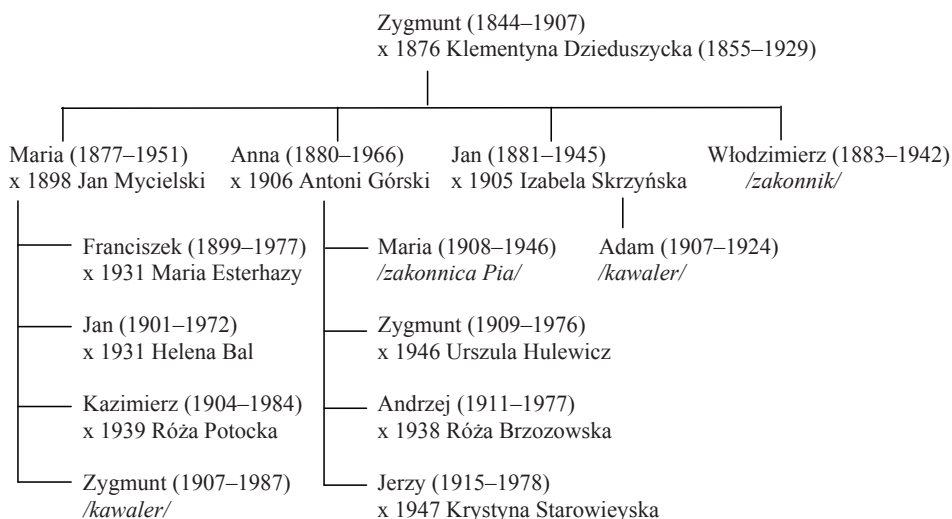 Zygmunt (1844–1907)
x 1876 Klementyna Dzieduszycka (1855–1929)
Maria (1877–1951)
x 1898 Jan Mycielski
Anna (1880–1966)
x 1906 Antoni Górski
Jan (1881–1945)
x 1905 Izabela Skrzyńska
Włodzimierz (1883–1942)
/zakonnik/
Franciszek (1899–1977)
x 1931 Maria Esterhazy
Jan (1901–1972)
x 1931 Helena Bal
Kazimierz (1904–1984)
x 1939 Róża Potocka
Zygmunt (1907–1987)
/kawaler/
Maria (1908–1946)
/zakonnica Pia/
Zygmunt (1909–1976)
x 1946 Urszula Hulewicz
Andrzej (1911–1977)
x 1938 Róża Brzozowska
Jerzy (1915–1978)
x 1947 Krystyna Starowieyska
Adam (1907–1924)
/kawaler/